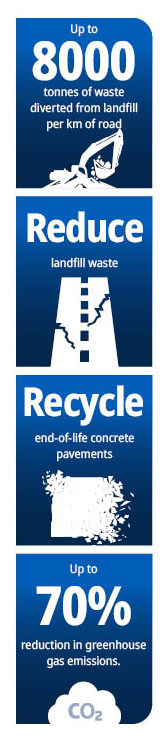 Up to
8000
tonnes of waste
diverted from landfill
per km of road
Reduce
landfill waste
Recycle
end-of-life concrete
pavements
Up to
70%
reduction in greenhouse
gas emissions.
CO₂